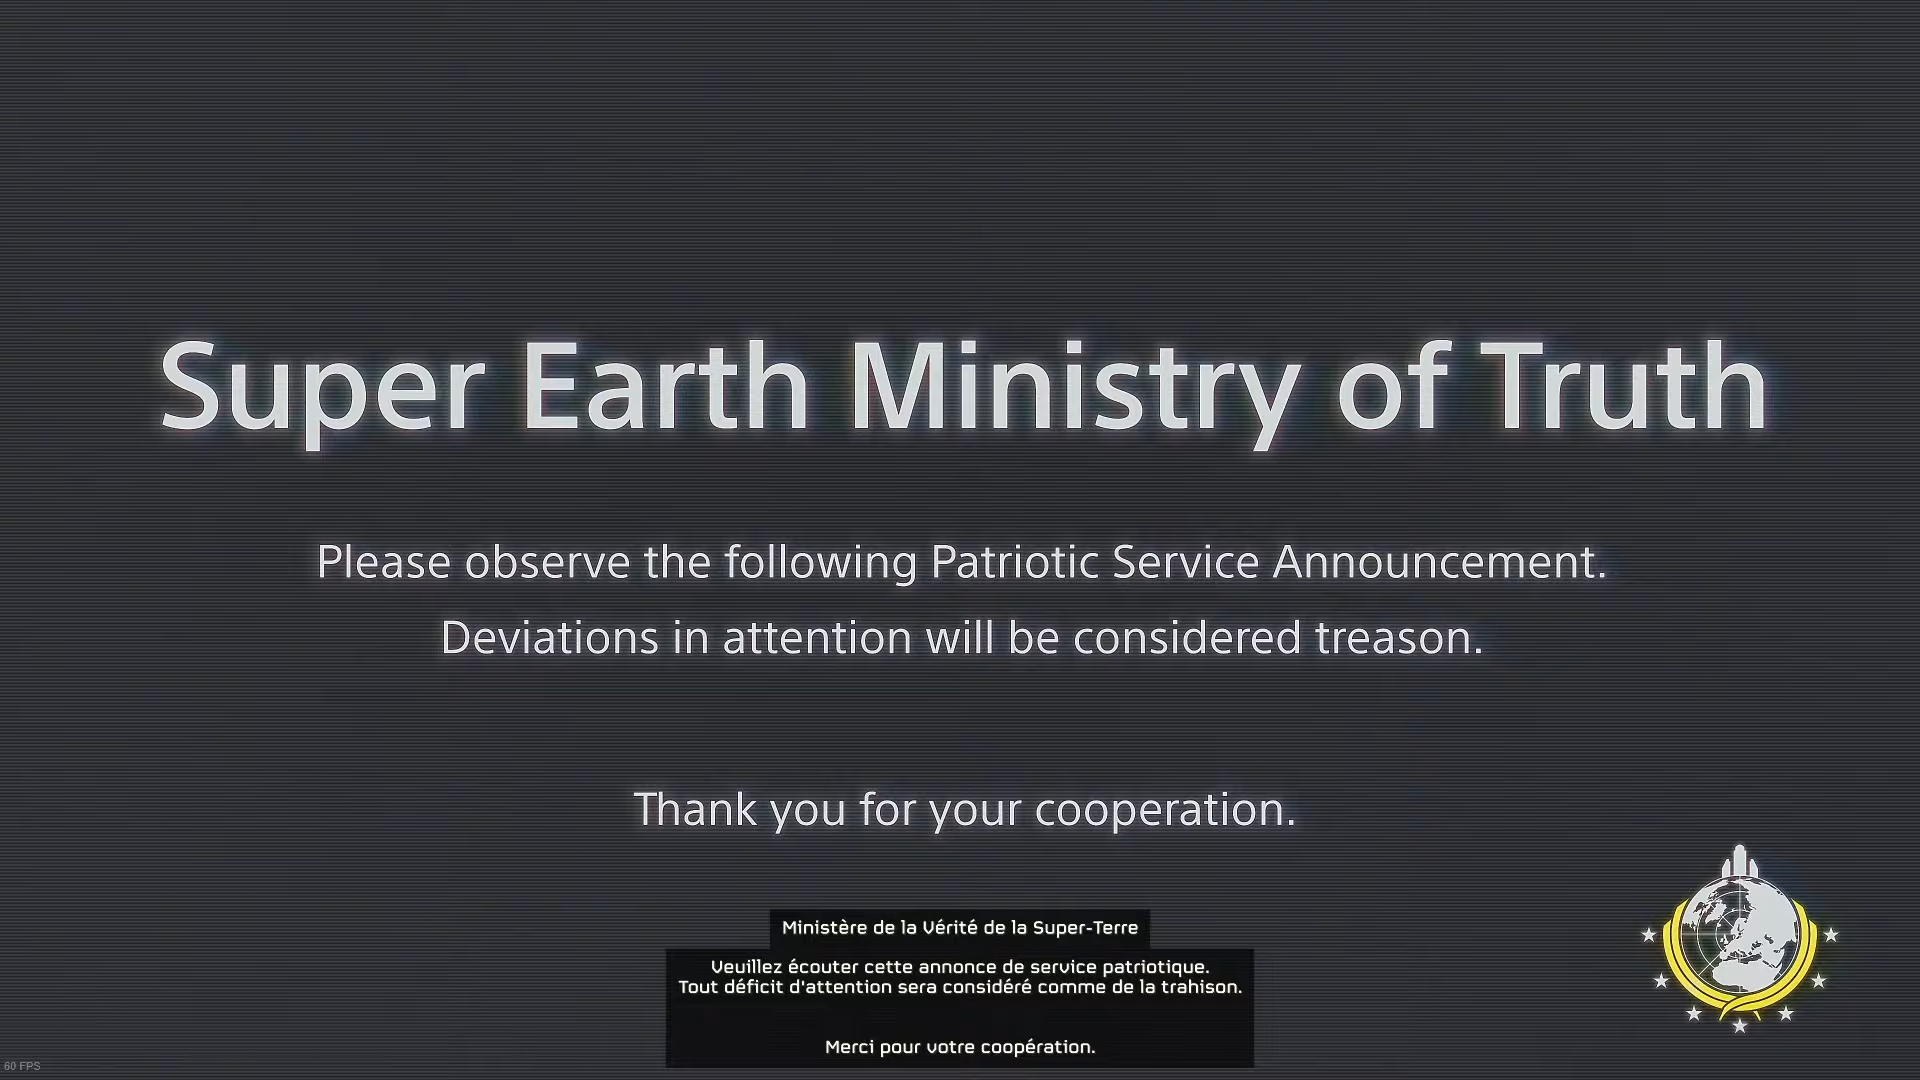 Super Earth Ministry of Truth
Please observe the following Patriotic Service Announcement.
Deviations in attention will be considered treason.
Thank you for your cooperation.
Ministère de la Vérité de la Super-Terre
Veuillez écouter cette annonce de service patriotique.
Tout déficit d'attention sera considéré comme de la trahison.
Merci pour votre coopération.
60 FPS